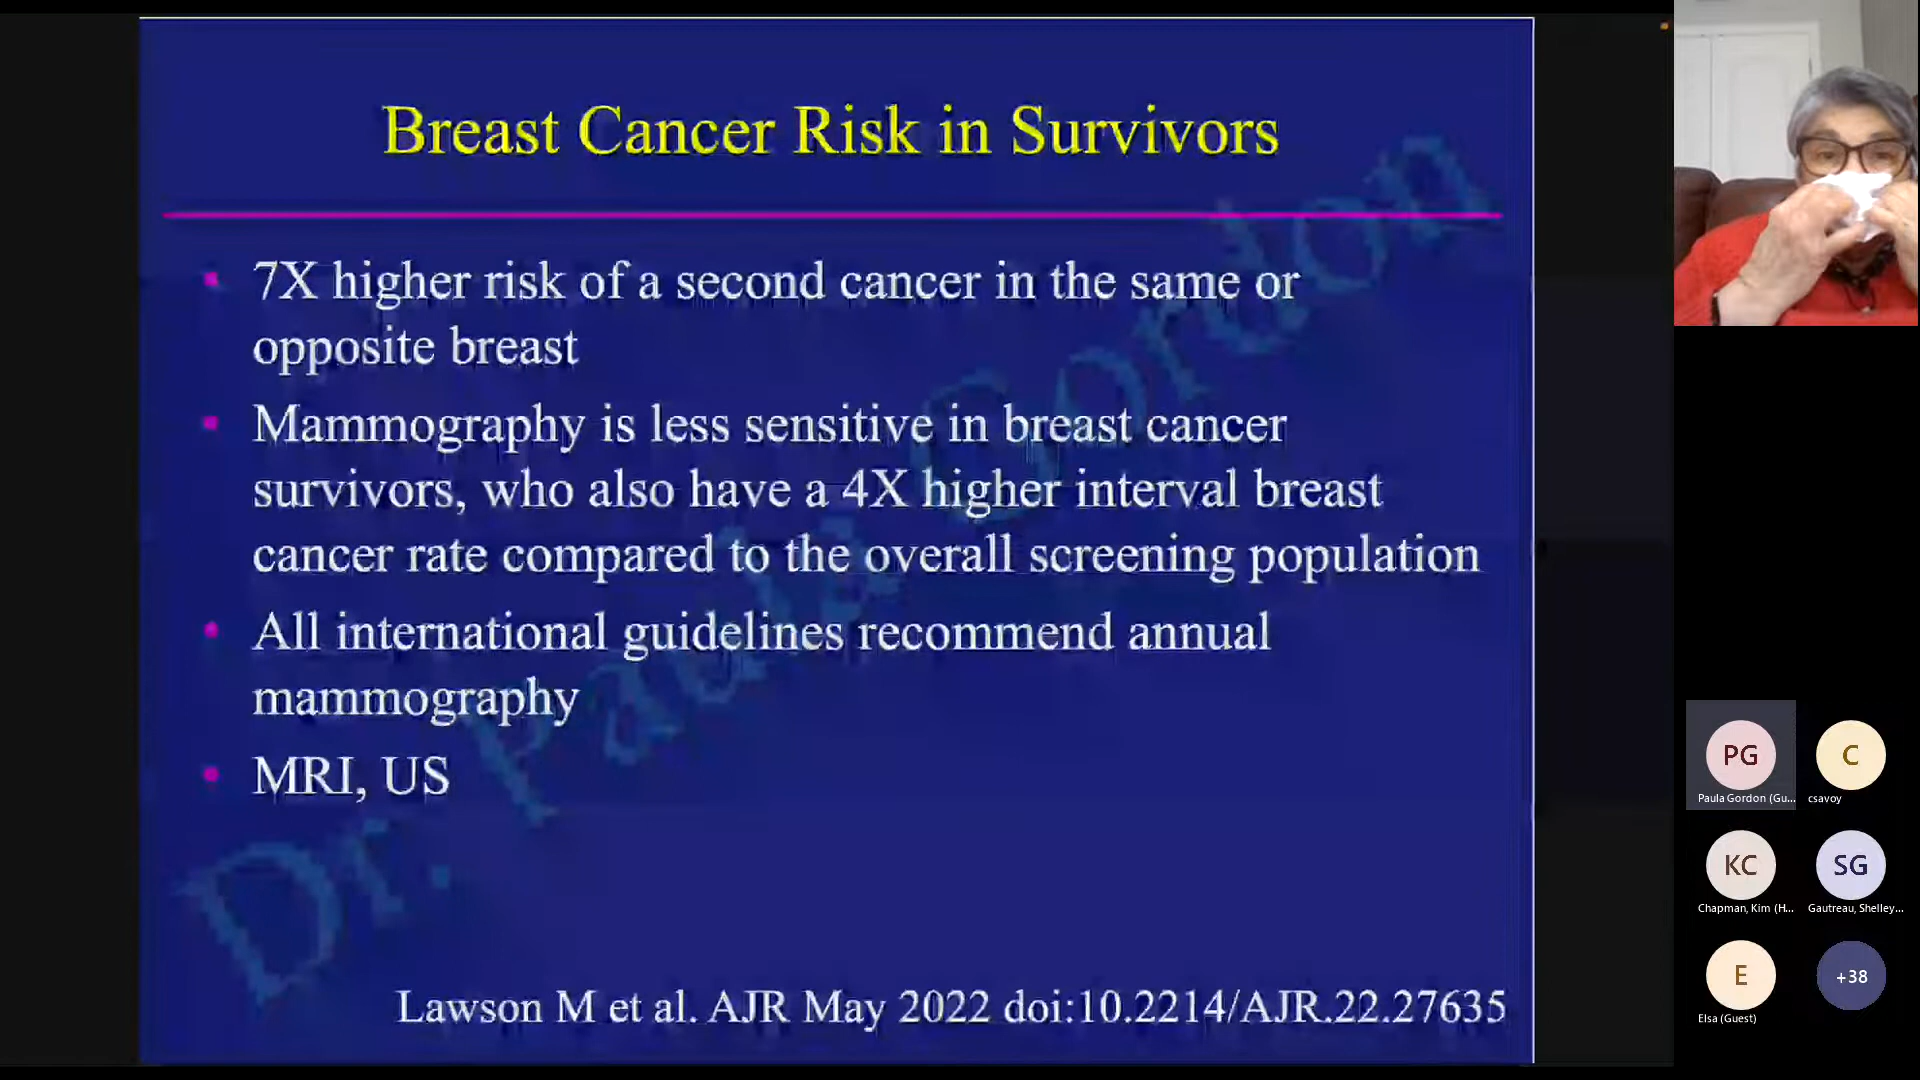 Breast Cancer Risk in Survivors
7X higher risk of a second cancer in the same or
opposite breast
Mammography is less sensitive in breast cancer
survivors, who also have a 4X higher interval breast
cancer rate compared to the overall screening population
All international guidelines recommend annual
mammography
MRI, US
Lawson M et al. AJR May 2022 doi:10.2214/AJR.22.27635
Dr. Paula Gordon
PG
Paula Gordon (Gu...
C
csavoy
KC
Chapman, Kim (H...
SG
Gautreau, Shelley...
E
Elsa (Guest)
+38